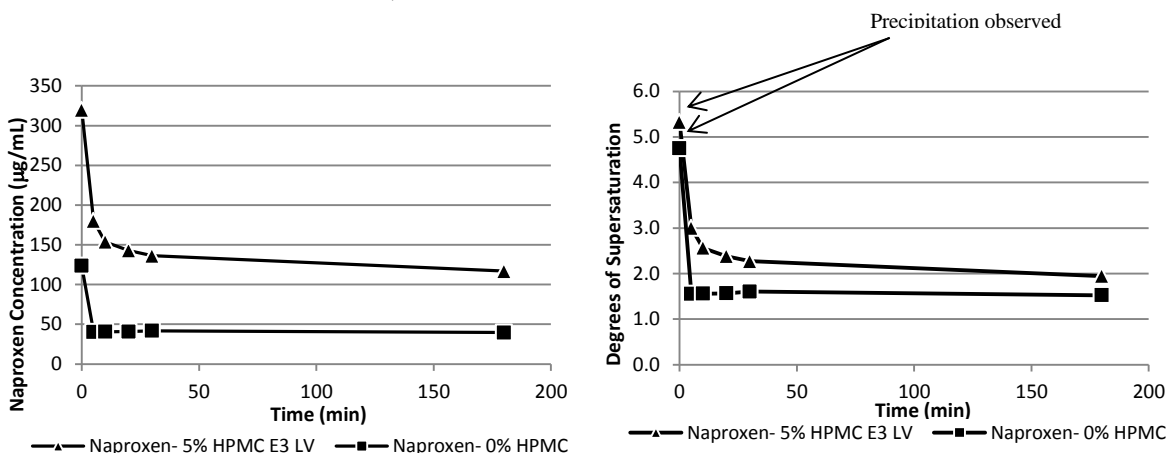 Precipitation observed
Naproxen Concentration (µg/mL)
350
300
250
200
150
100
50
0
0
50
100
150
200
Time (min)
Naproxen- 5% HPMC E3 LV
Naproxen- 0% HPMC
Degrees of Supersaturation
6.0
5.0
4.0
3.0
2.0
1.0
0.0
0
50
100
150
200
Time (min)
Naproxen- 5% HPMC E3 LV
Naproxen- 0% HPMC